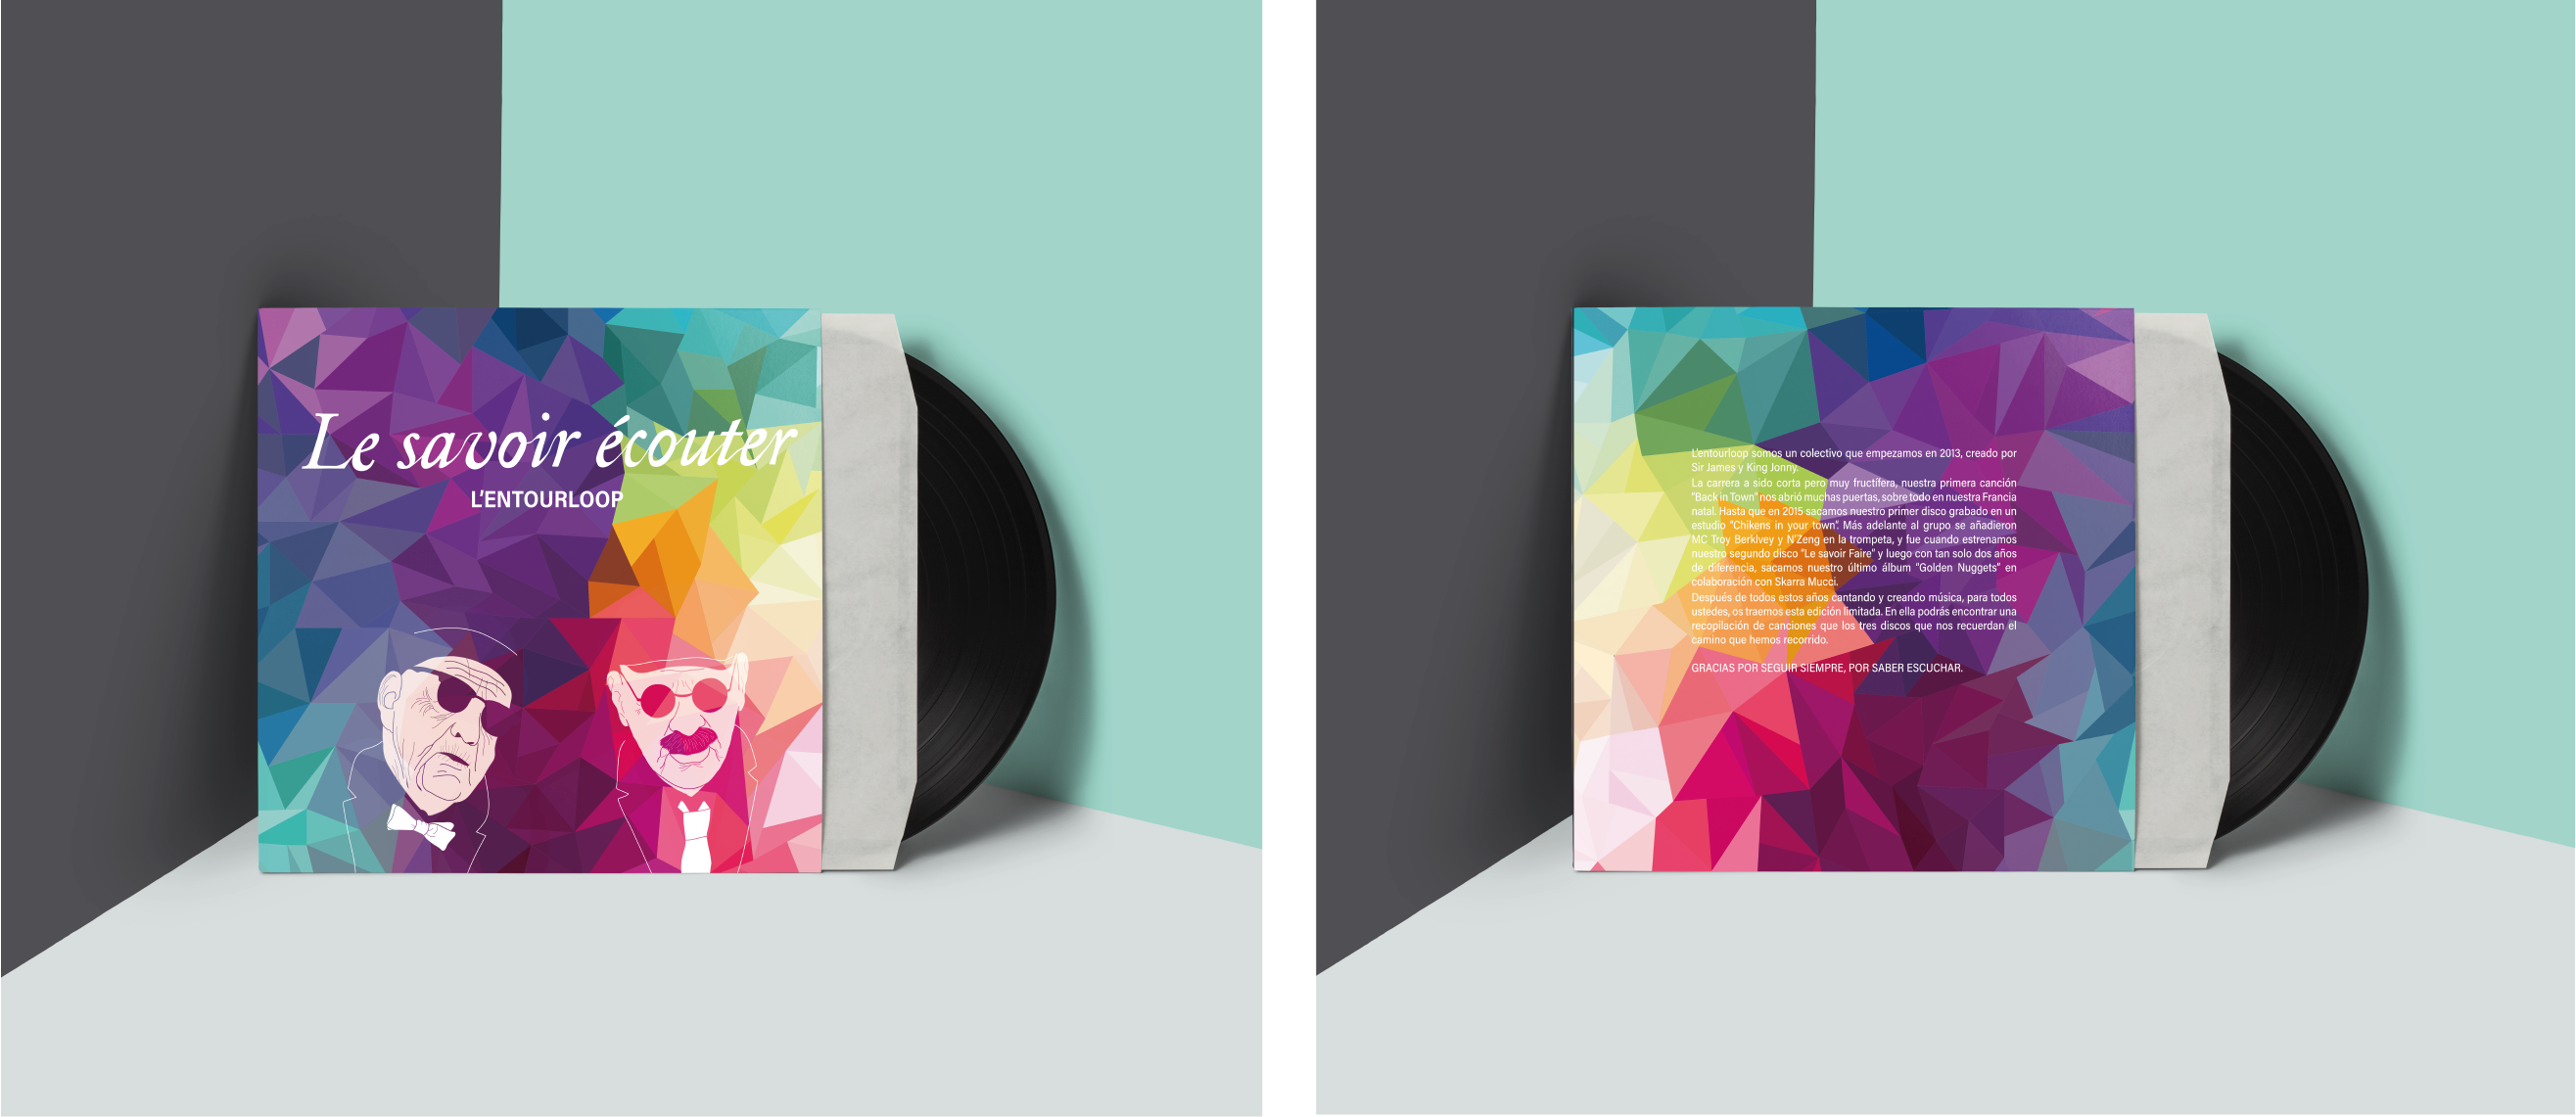 Le savoir écouter
L'ENTOURLOOP
L'entourloop somos un colectivo que empezamos en 2013, creado por
Sir James y King Jonny.
La carrera a sido corta pero muy fructífera, nuestra primera canción
"Back in Town" nos abrió muchas puertas, sobre todo en nuestra Francia
natal. Hasta que en 2015 sacamos nuestro primer disco grabado en un
estudio "Chikens in your town". Más adelante al grupo se añadieron
MC Troy Berklvey y N'Zeng en la trompeta, y fue cuando estrenamos
nuestro segundo disco "Le savoir Faire" y luego con tan solo dos años
de diferencia, sacamos nuestro último álbum "Golden Nuggets" en
colaboración con Skarra Mucci.
Después de todos estos años cantando y creando música, para todos
ustedes, os traemos esta edición limitada. En ella podrás encontrar una
recopilación de canciones que los tres discos que nos recuerdan el
camino que hemos recorrido.
GRACIAS POR SEGUIR SIEMPRE, POR SABER ESCUCHAR.